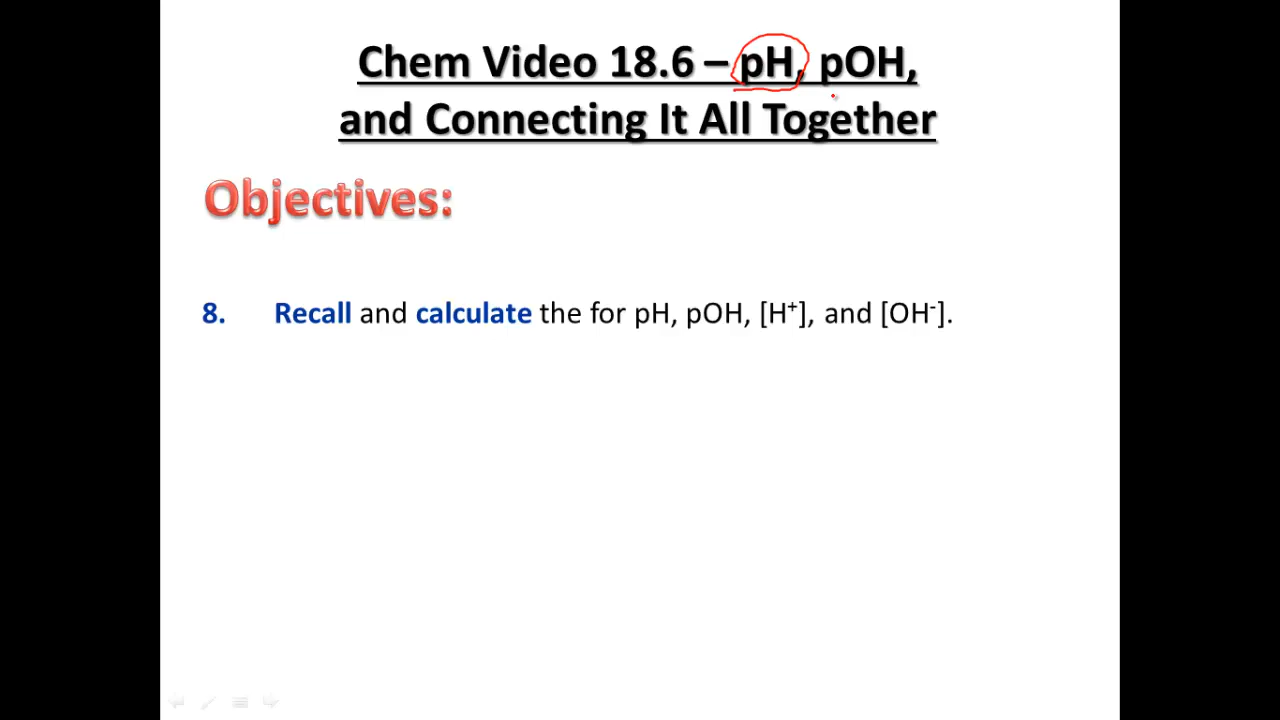 Chem Video 18.6 – pH, pOH,
and Connecting It All Together
Objectives:
8. Recall and calculate the for pH, pOH, [H⁺], and [OH⁻].